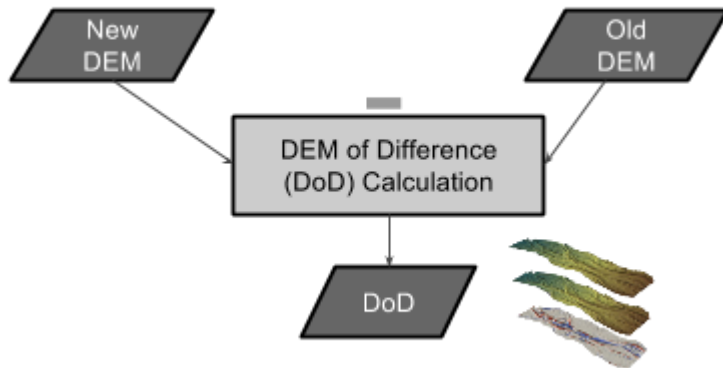 New
DEM
Old
DEM
DEM of Difference
(DoD) Calculation
DoD